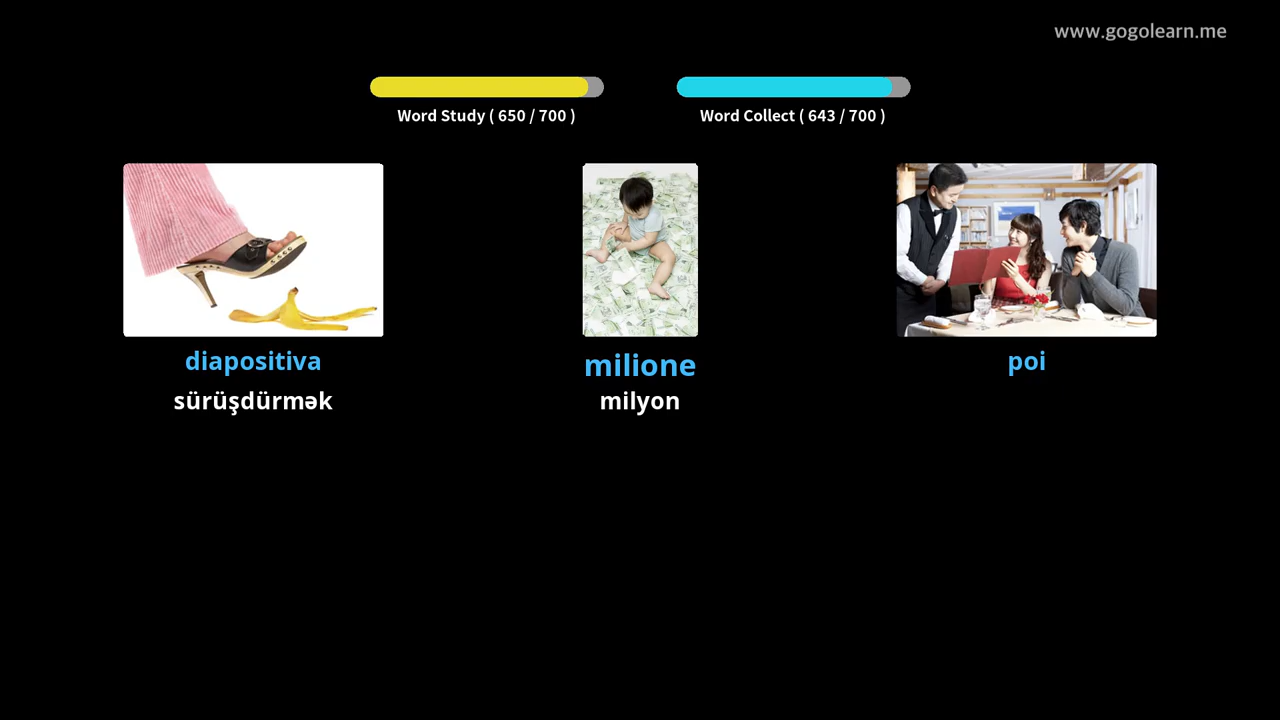 www.gogolearn.me
Word Study ( 650 / 700 )
Word Collect ( 643 / 700 )
diapositiva
sürüşdürmək
milione
milyon
poi